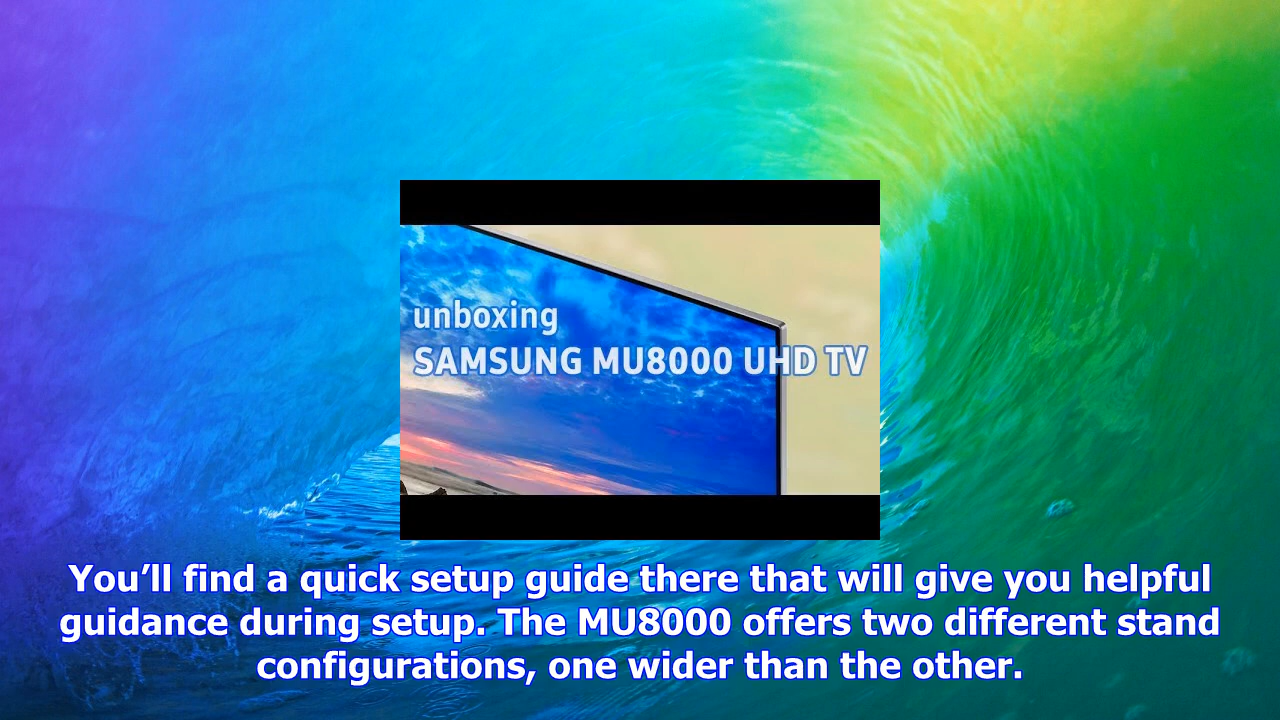 unboxing
SAMSUNG MU8000 UHD TV
You’ll find a quick setup guide there that will give you helpful
guidance during setup. The MU8000 offers two different stand
configurations, one wider than the other.